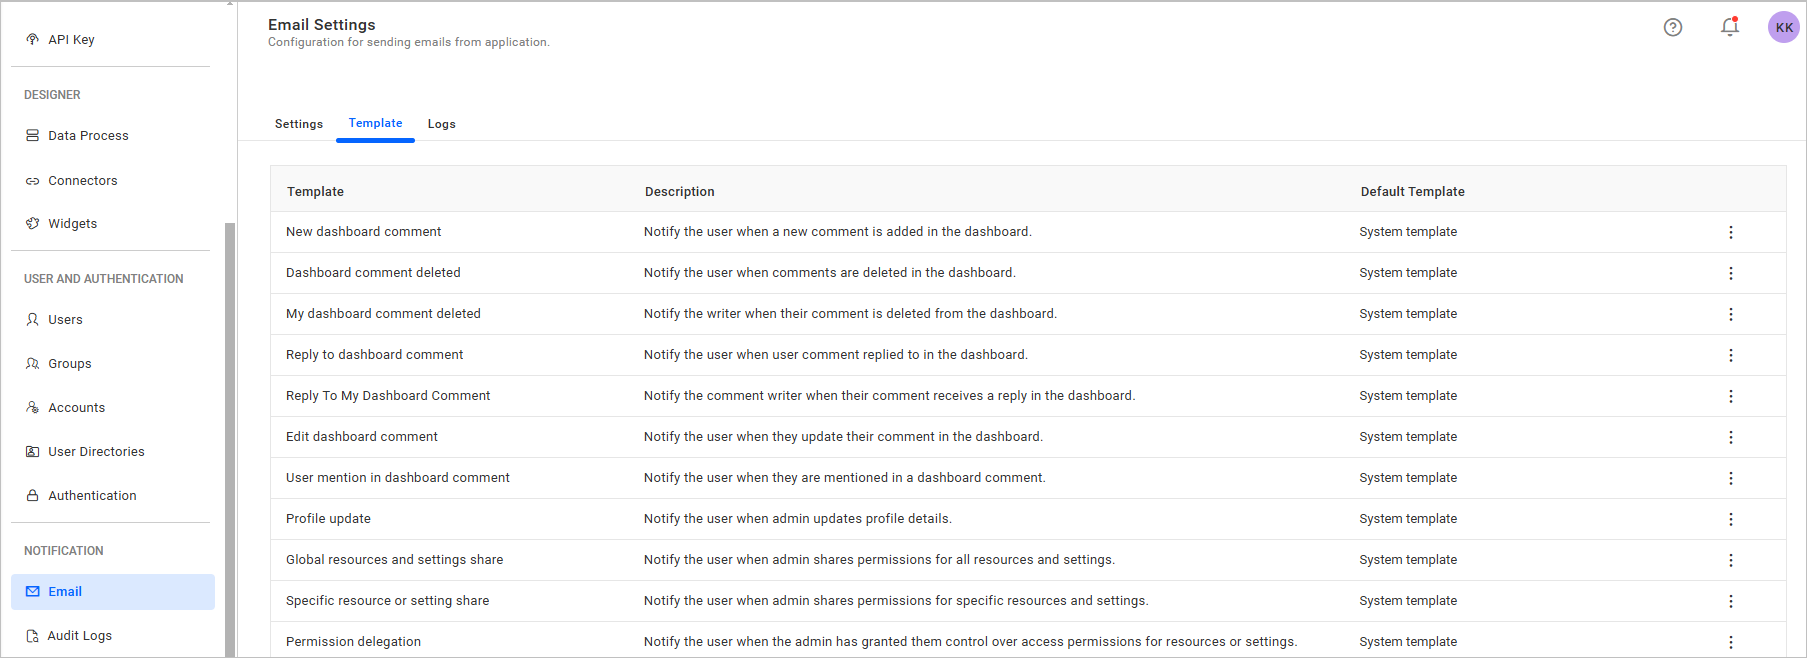 API Key
DESIGNER
Data Process
Connectors
Widgets
USER AND AUTHENTICATION
Users
Groups
Accounts
User Directories
Authentication
NOTIFICATION
Email
Audit Logs
Email Settings
Configuration for sending emails from application.
KK
Settings Template Logs
Template Description Default Template
New dashboard comment Notify the user when a new comment is added in the dashboard. System template
Dashboard comment deleted Notify the user when comments are deleted in the dashboard. System template
My dashboard comment deleted Notify the writer when their comment is deleted from the dashboard. System template
Reply to dashboard comment Notify the user when user comment replied to in the dashboard. System template
Reply To My Dashboard Comment Notify the comment writer when their comment receives a reply in the dashboard. System template
Edit dashboard comment Notify the user when they update their comment in the dashboard. System template
User mention in dashboard comment Notify the user when they are mentioned in a dashboard comment. System template
Profile update Notify the user when admin updates profile details. System template
Global resources and settings share Notify the user when admin shares permissions for all resources and settings. System template
Specific resource or setting share Notify the user when admin shares permissions for specific resources and settings. System template
Permission delegation Notify the user when the admin has granted them control over access permissions for resources or settings. System template